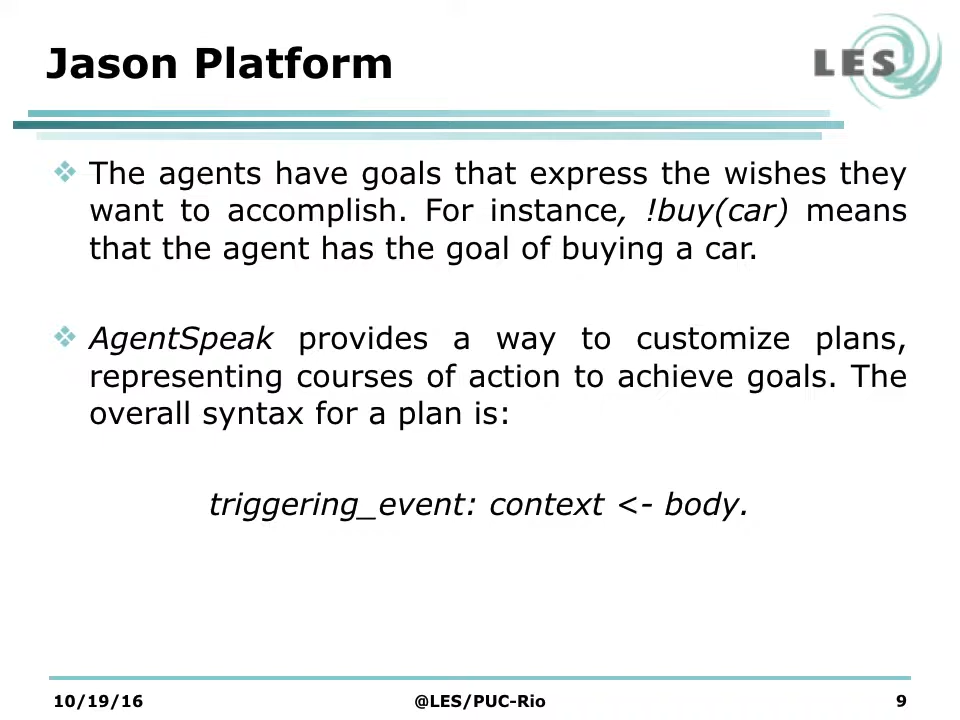 Jason Platform
LES
❖ The agents have goals that express the wishes they
want to accomplish. For instance, !buy(car) means
that the agent has the goal of buying a car.
❖ AgentSpeak provides a way to customize plans,
representing courses of action to achieve goals. The
overall syntax for a plan is:
triggering_event: context <- body.
10/19/16 @LES/PUC-Rio 9